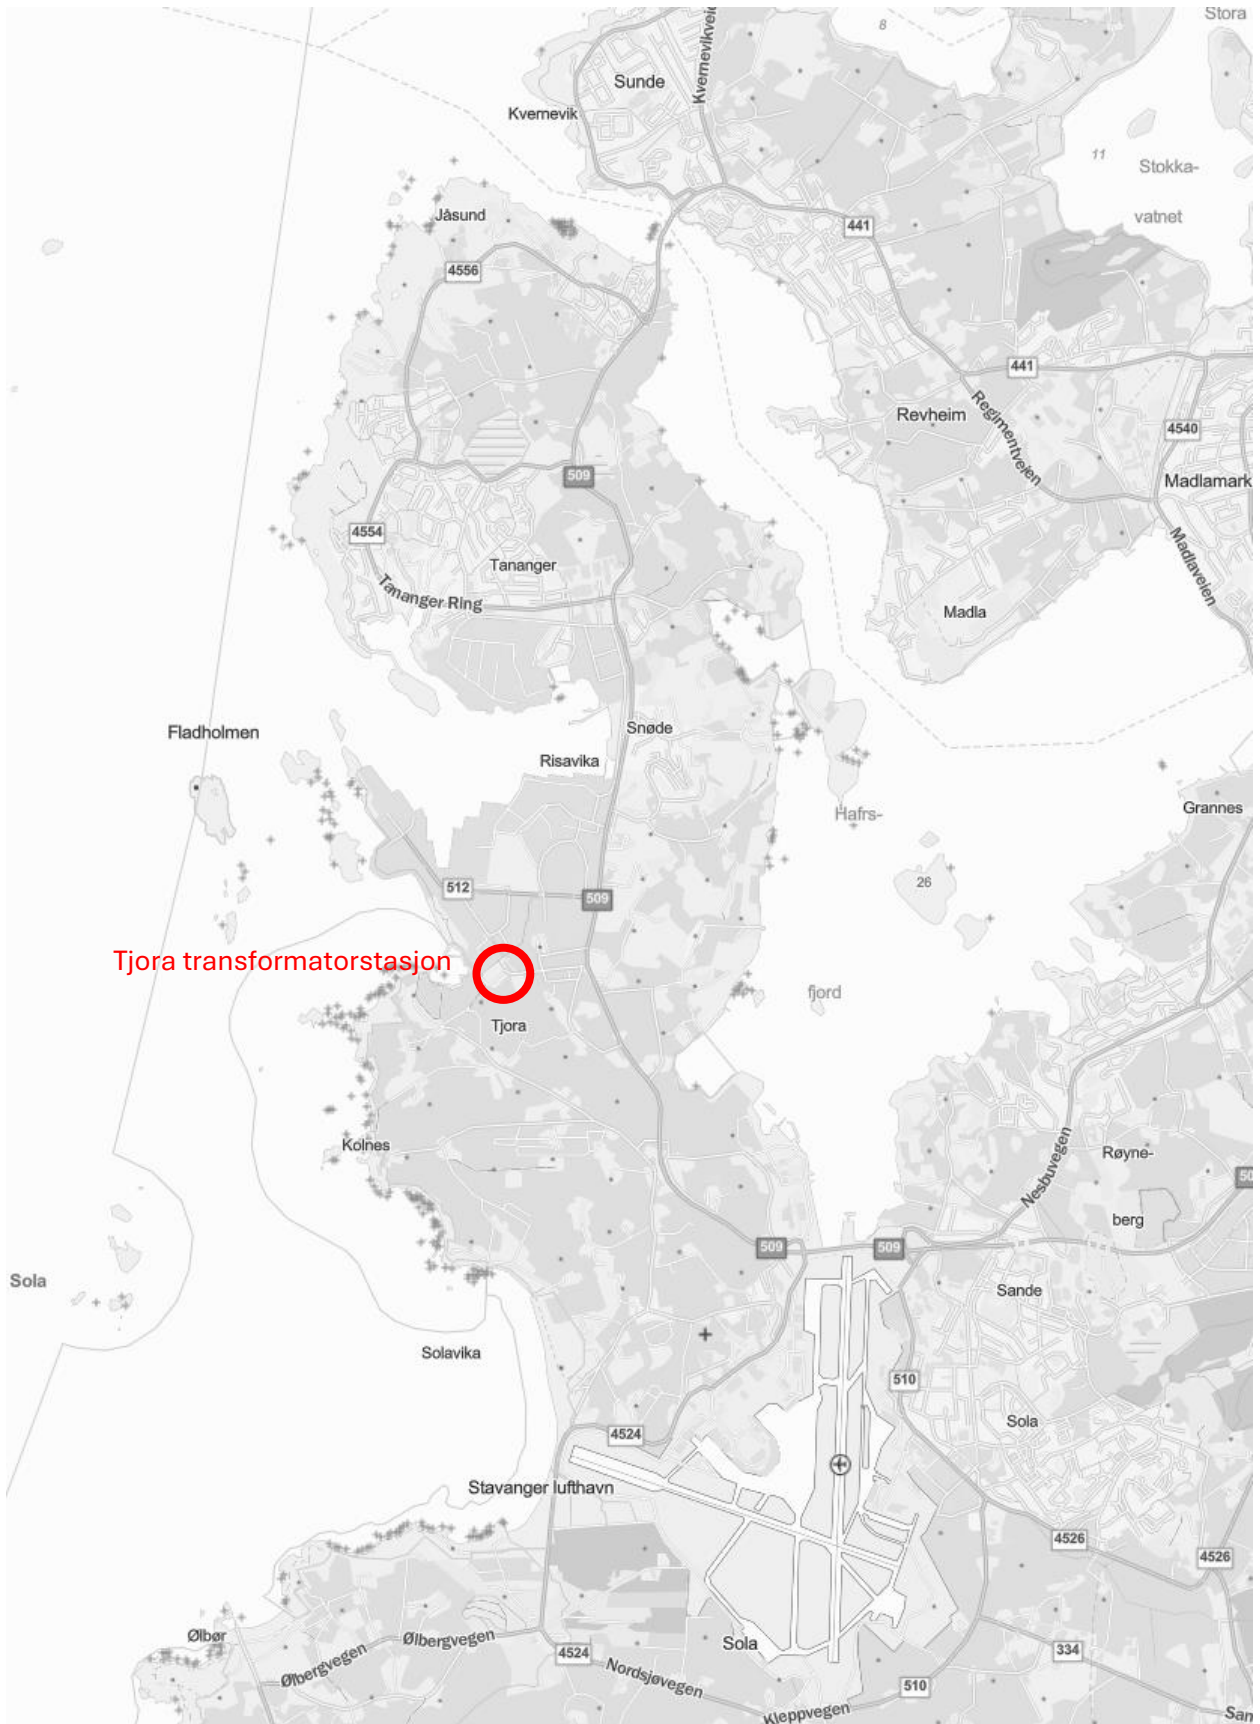 Stora
8
Sunde
Kvernevikvei
Kvernevik
11
Stokka-
vatnet
Jåsund
441
4556
441
Revheim
Regimentveien
4540
509
Madlamark
4554
Madlaveien
Tananger
Tananger Ring
Madla
Snøde
Fladholmen
Risavika
Hafrs-
Grannes
26
512
509
Tjora transformatorstasjon
fjord
Tjora
Kolnes
Røyne-
Nesbuvegen
50
berg
509
509
Sola
Sande
Solavika
510
Sola
4524
Stavanger lufthavn
4526
4526
Ølbør
Ølbergvegen
Ølbergvegen
Sola
4524
334
Nordsjøvegen
510
Kleppvegen
San